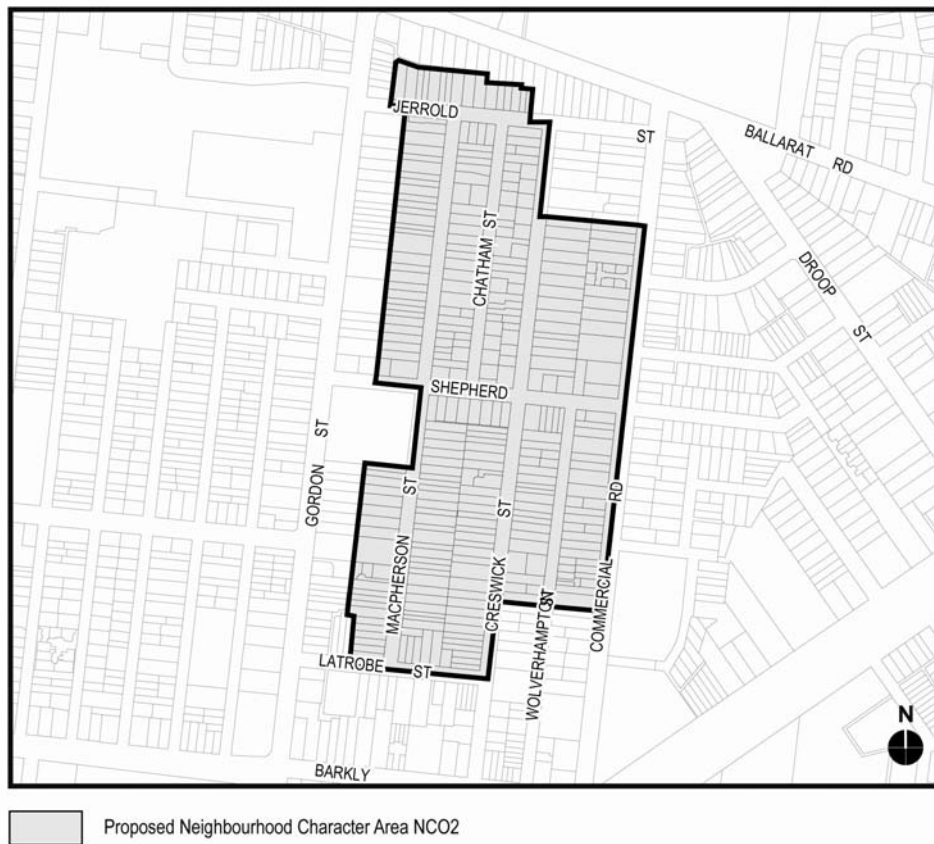 JERROLD
ST
BALLARAT RD
CHATHAM ST
DROOP ST
SHEPHERD
GORDON ST
ST
RD
ST
MACPHERSON
CRESWICK
WOLVERHAMPTON
ST
COMMERCIAL
LATROBE ST
N
BARKLY
Proposed Neighbourhood Character Area NCO2